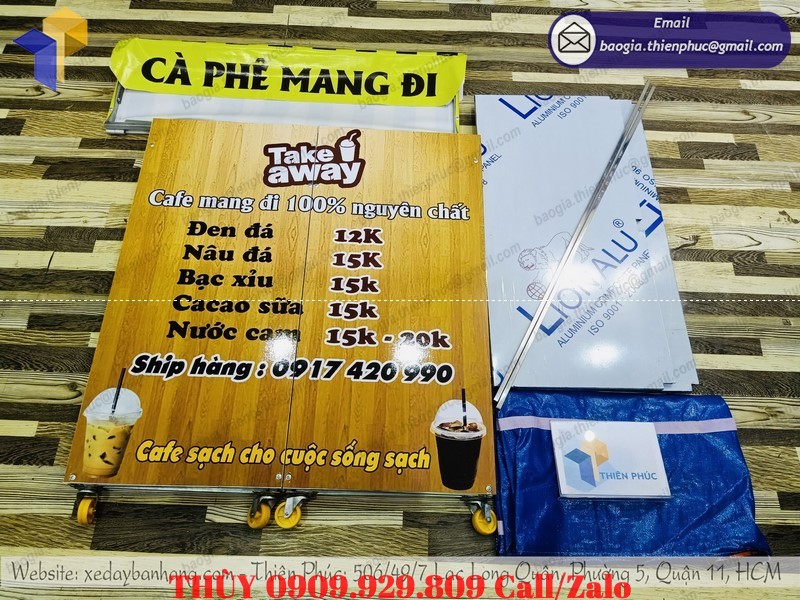 Email
baogia.thienphuc@gmail.com
CÀ PHÊ MANG ĐI
Take
away
Cafe mang đi 100% nguyên chất
Đen đá 12K
Nâu đá 15K
Bạc xỉu 15k
Cacao sữa 15k
Nước cam 15k - 20k
Ship hàng : 0917 420 990
Cafe sạch cho cuộc sống sạch
LIONALU®
ALUMINIUM COMPOSITE PANEL
ISO 9001
THIÊN PHÚC
Website: xedaybanhang.com - Thiên Phúc: 506/49/7 Lạc Long Quân, Phường 5, Quận 11, HCM
THÙY 0909.929.809 Call/Zalo